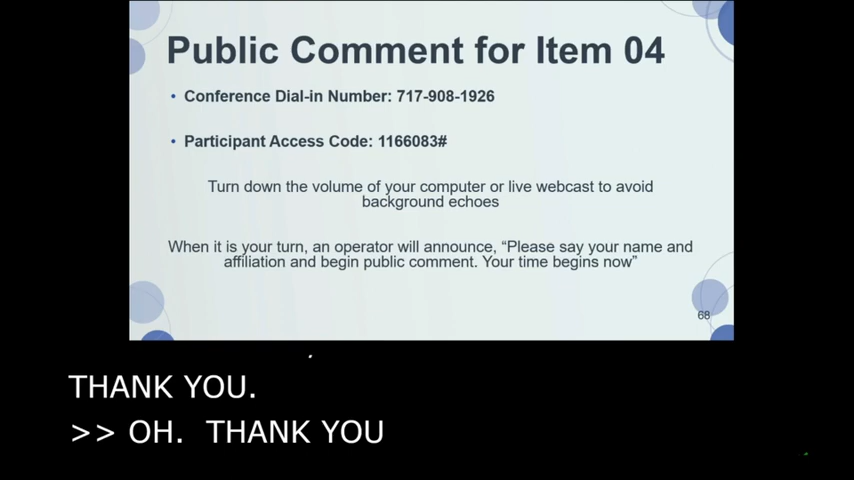 Public Comment for Item 04
• Conference Dial-in Number: 717-908-1926
• Participant Access Code: 1166083#
Turn down the volume of your computer or live webcast to avoid
background echoes
When it is your turn, an operator will announce, “Please say your name and
affiliation and begin public comment. Your time begins now”
68
THANK YOU.
>> OH.  THANK YOU